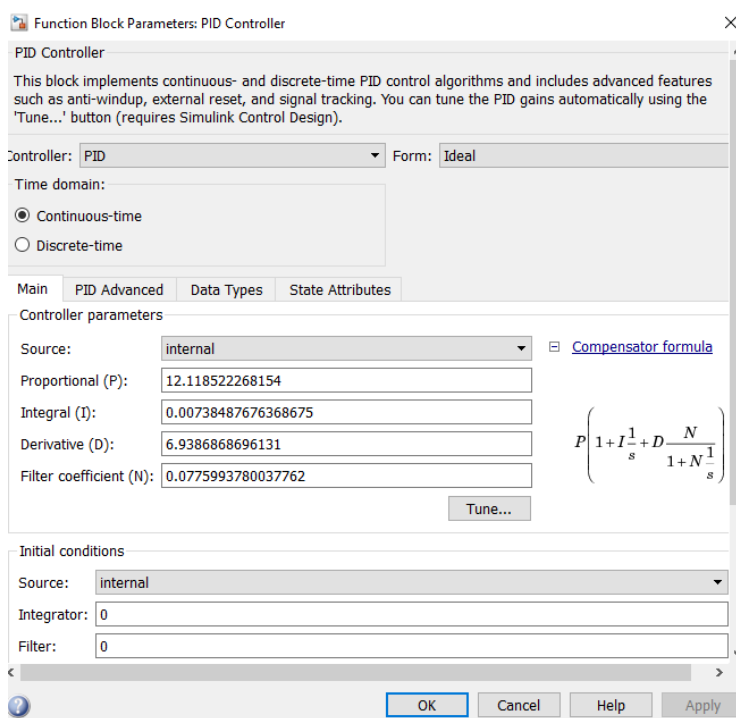 Function Block Parameters: PID Controller
PID Controller
This block implements continuous- and discrete-time PID control algorithms and includes advanced features
such as anti-windup, external reset, and signal tracking. You can tune the PID gains automatically using the
'Tune...' button (requires Simulink Control Design).
Controller: PID Form: Ideal
Time domain:
Continuous-time
Discrete-time
Main PID Advanced Data Types State Attributes
Controller parameters
Source: internal Compensator formula
Proportional (P): 12.118522268154
Integral (I): 0.00738487676368675
Derivative (D): 6.9386868696131
Filter coefficient (N): 0.0775993780037762
P(1+I 1/s + D N/(1+N 1/s))
Tune...
Initial conditions
Source: internal
Integrator: 0
Filter: 0
OK Cancel Help Apply